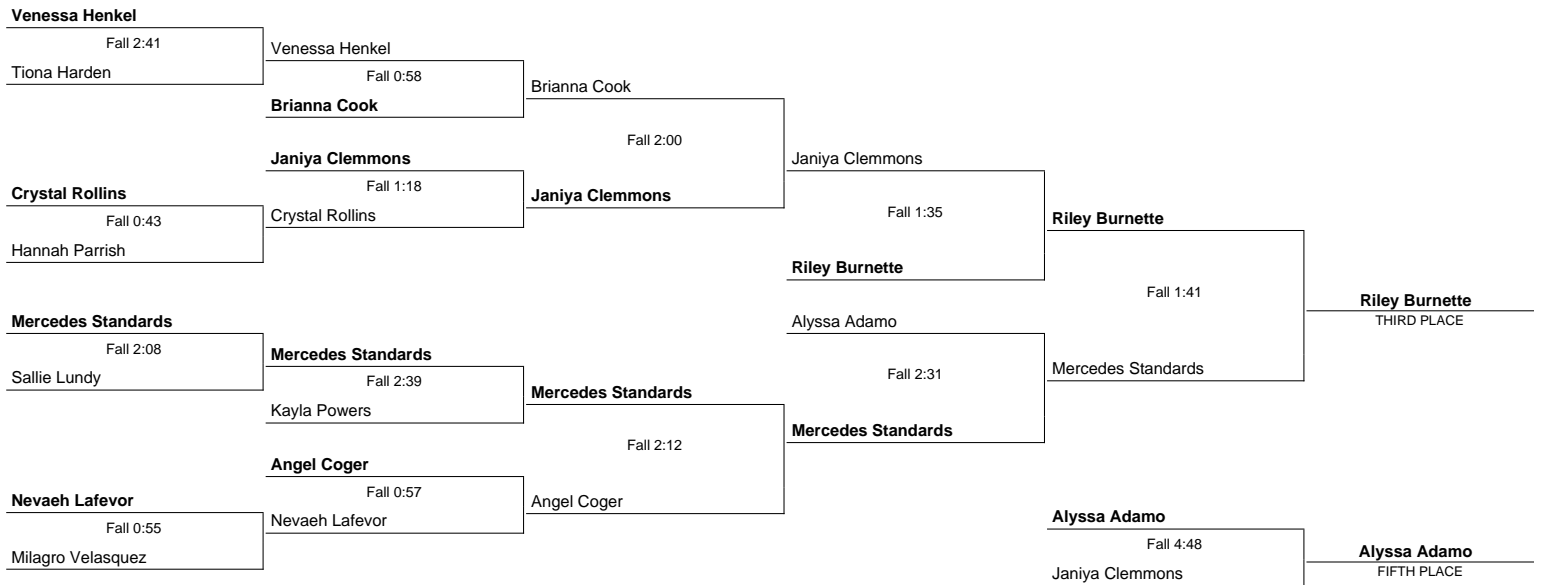 Venessa Henkel
Fall 2:41
Tiona Harden
Venessa Henkel
Fall 0:58
Brianna Cook
Brianna Cook
Fall 2:00
Janiya Clemmons
Janiya Clemmons
Fall 1:18
Crystal Rollins
Crystal Rollins
Fall 0:43
Hannah Parrish
Janiya Clemmons
Janiya Clemmons
Fall 1:35
Riley Burnette
Riley Burnette
Fall 1:41
Riley Burnette
THIRD PLACE
Mercedes Standards
Fall 2:08
Sallie Lundy
Mercedes Standards
Fall 2:39
Kayla Powers
Mercedes Standards
Fall 2:12
Angel Coger
Angel Coger
Fall 0:57
Nevaeh Lafevor
Nevaeh Lafevor
Fall 0:55
Milagro Velasquez
Alyssa Adamo
Fall 2:31
Mercedes Standards
Mercedes Standards
Alyssa Adamo
Fall 4:48
Janiya Clemmons
Alyssa Adamo
FIFTH PLACE